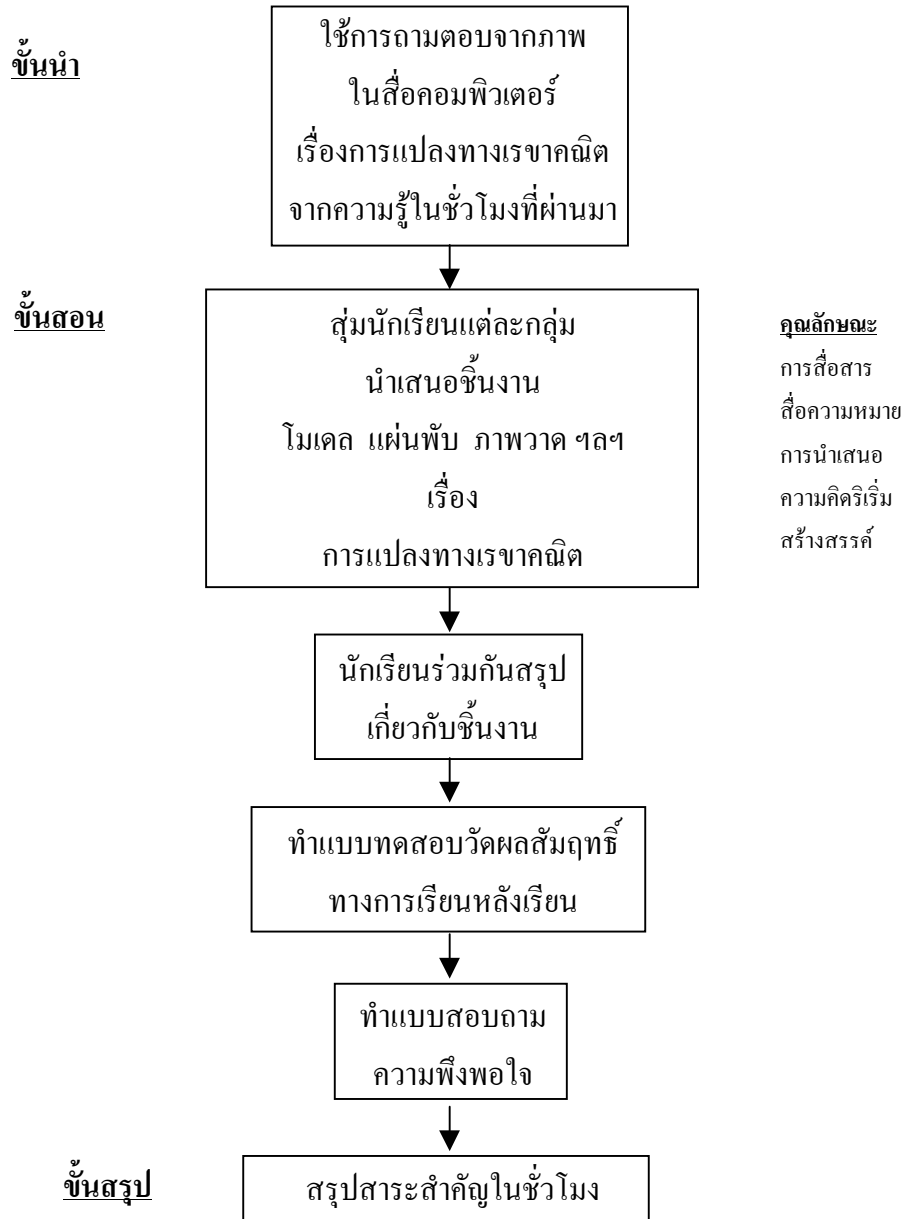 ขั้นนำ
ใช้การถามตอบจากภาพ
ในสื่อคอมพิวเตอร์
เรื่องการแปลงทางเรขาคณิต
จากความรู้ในชั่วโมงที่ผ่านมา
ขั้นสอน
สุ่มนักเรียนแต่ละกลุ่ม
นำเสนอชิ้นงาน
โมเดล แผ่นพับ ภาพวาด ฯลฯ
เรื่อง
การแปลงทางเรขาคณิต
คุณลักษณะ
การสื่อสาร
สื่อความหมาย
การนำเสนอ
ความคิดริเริ่ม
สร้างสรรค์
นักเรียนร่วมกันสรุป
เกี่ยวกับชิ้นงาน
ทำแบบทดสอบวัดผลสัมฤทธิ์
ทางการเรียนหลังเรียน
ทำแบบสอบถาม
ความพึงพอใจ
ขั้นสรุป
สรุปสาระสำคัญในชั่วโมง